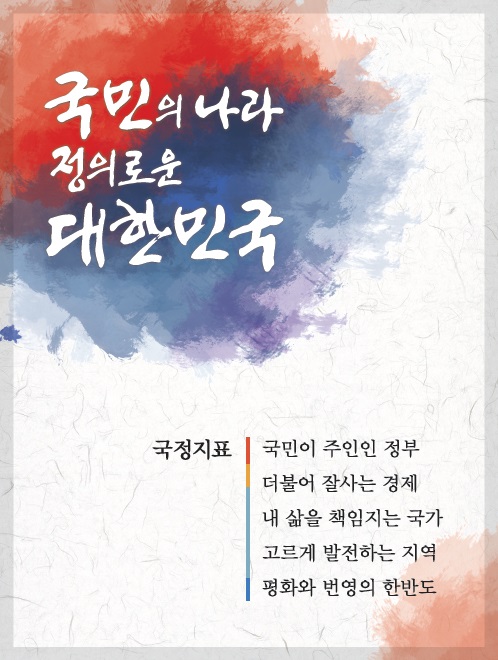 국민의 나라
정의로운
대한민국
국정지표
국민이 주인인 정부
더불어 잘사는 경제
내 삶을 책임지는 국가
고르게 발전하는 지역
평화와 번영의 한반도